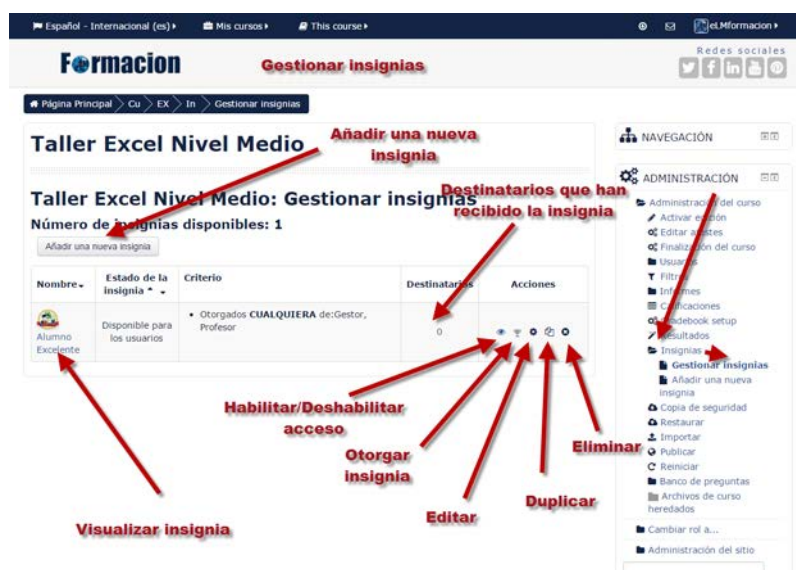 Español - Internacional (es)
Mis cursos
This course
eLMformacion
Formacion
Gestionar insignias
Redes sociales
Página Principal
Cu
EX
In
Gestionar insignias
Taller Excel Nivel Medio
Añadir una nueva
insignia
Taller Excel Nivel Medio: Gestionar insignias
Destinatarios que han
recibido la insignia
Número de insignias disponibles: 1
Añadir una nueva insignia
Nombre
Estado de la
insignia
Criterio
Destinatarios
Acciones
Alumno
Excelente
Disponible para
los usuarios
Otorgados CUALQUIERA de:Gestor,
Profesor
0
Habilitar/Deshabilitar
acceso
Otorgar
insignia
Editar
Duplicar
Eliminar
Visualizar insignia
NAVEGACIÓN
ADMINISTRACIÓN
Administración del curso
Activar edición
Editar ajustes
Finalización del curso
Usuarios
Filtros
Informes
Calificaciones
Gradebook setup
Resultados
Insignias
Gestionar insignias
Añadir una nueva
insignia
Copia de seguridad
Restaurar
Importar
Publicar
Reiniciar
Banco de preguntas
Archivos de curso
heredados
Cambiar rol a...
Administración del sitio